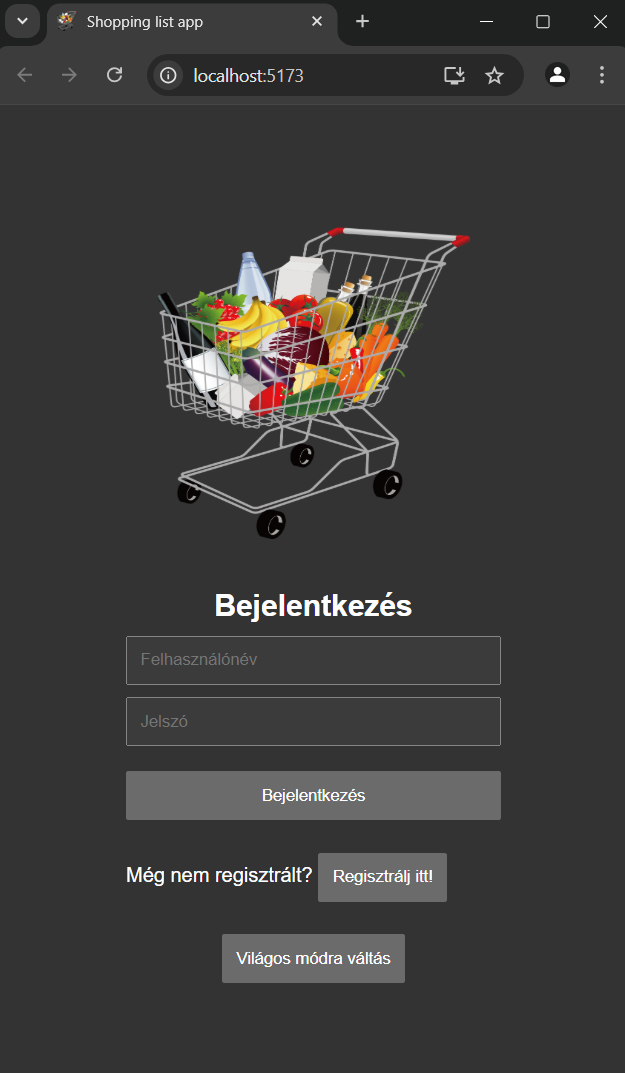 Shopping list app
localhost:5173
Bejelentkezés
Felhasználónév
Jelszó
Bejelentkezés
Még nem regisztrált? Regisztrálj itt!
Világos módra váltás